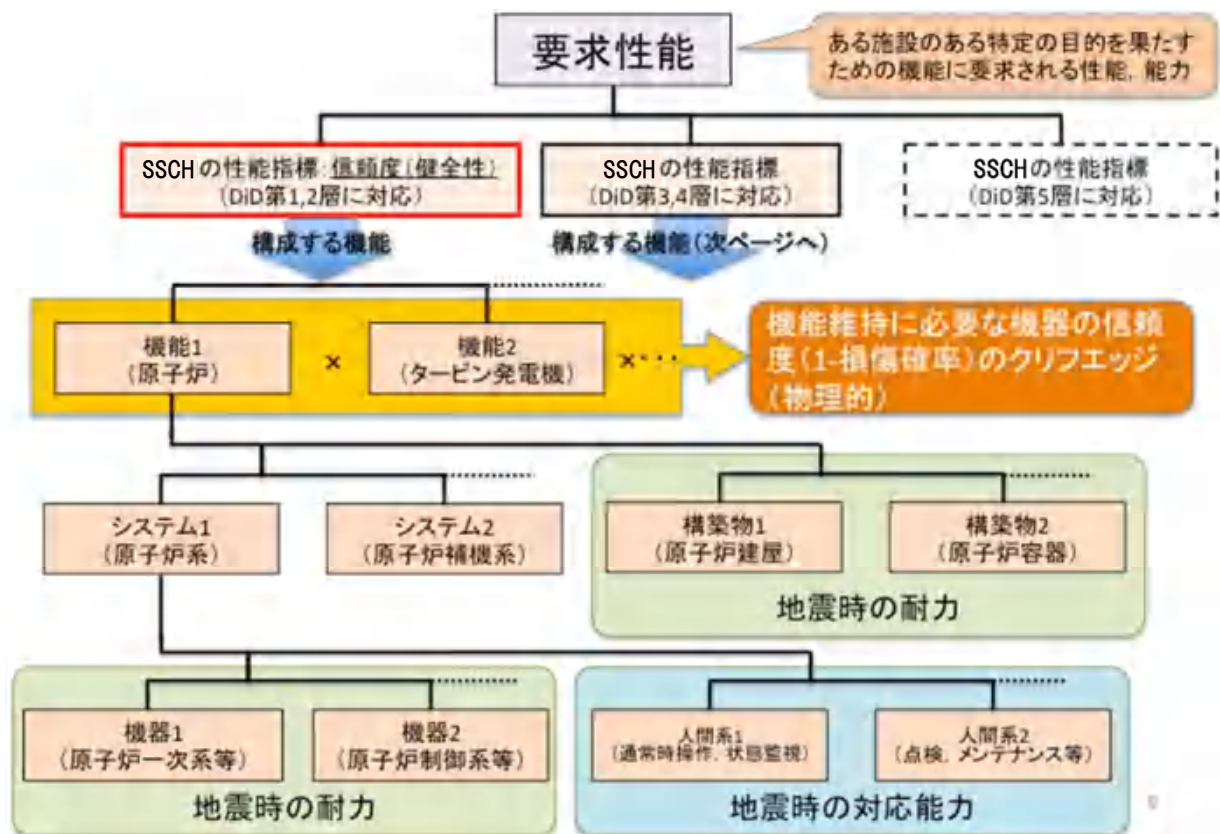 要求性能
ある施設のある特定の目的を果たす
ための機能に要求される性能, 能力
SSCH の性能指標: 信頼度(健全性)
(DiD第1,2層に対応)
SSCH の性能指標
(DiD第3,4層に対応)
SSCH の性能指標
(DiD第5層に対応)
構成する機能
構成する機能(次ページへ)
機能1
(原子炉)
×
機能2
(タービン発電機)
×・・・
機能維持に必要な機器の信頼
度(1-損傷確率)のクリフエッジ
(物理的)
システム1
(原子炉系)
システム2
(原子炉補機系)
構築物1
(原子炉建屋)
構築物2
(原子炉容器)
地震時の耐力
機器1
(原子炉一次系等)
機器2
(原子炉制御系等)
地震時の耐力
人間系1
(通常時操作, 状態監視)
人間系2
(点検, メンテナンス等)
地震時の対応能力